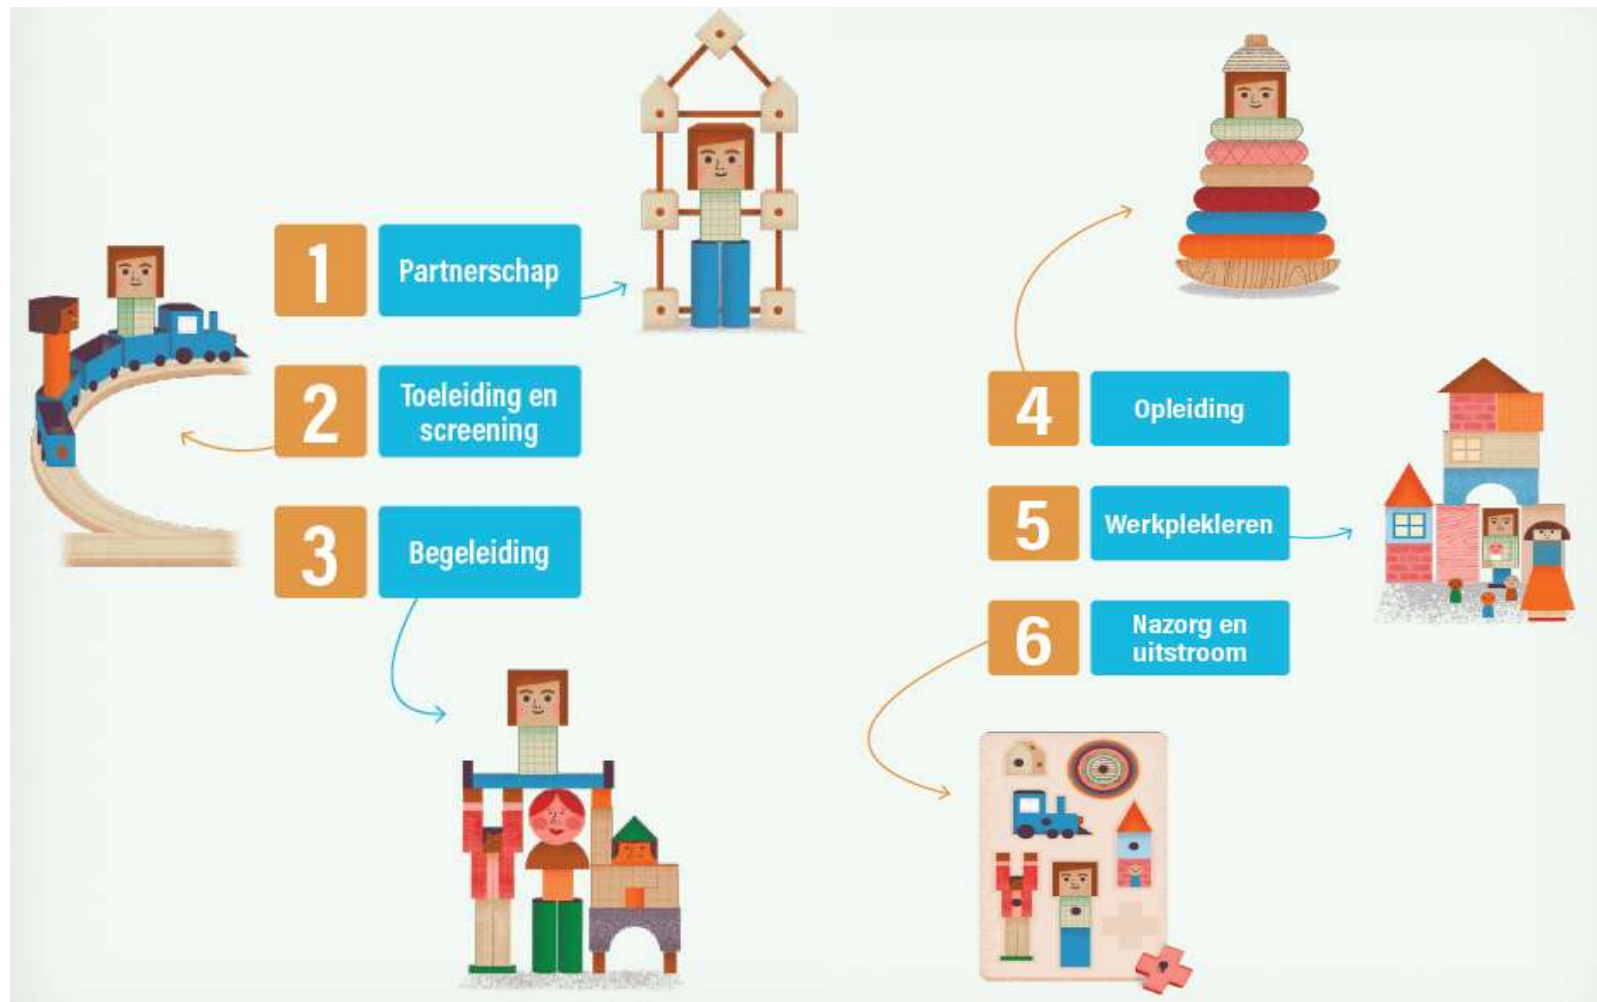 1
Partnerschap
2
Toeleiding en
screening
3
Begeleiding
4
Opleiding
5
Werkplekleren
6
Nazorg en
uitstroom